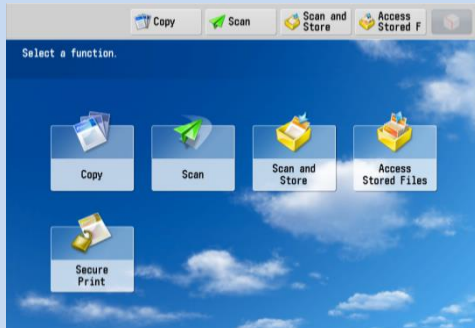 Copy
Scan
Scan and
Store
Access
Stored F
Select a function.
Copy
Scan
Scan and
Store
Access
Stored Files
Secure
Print